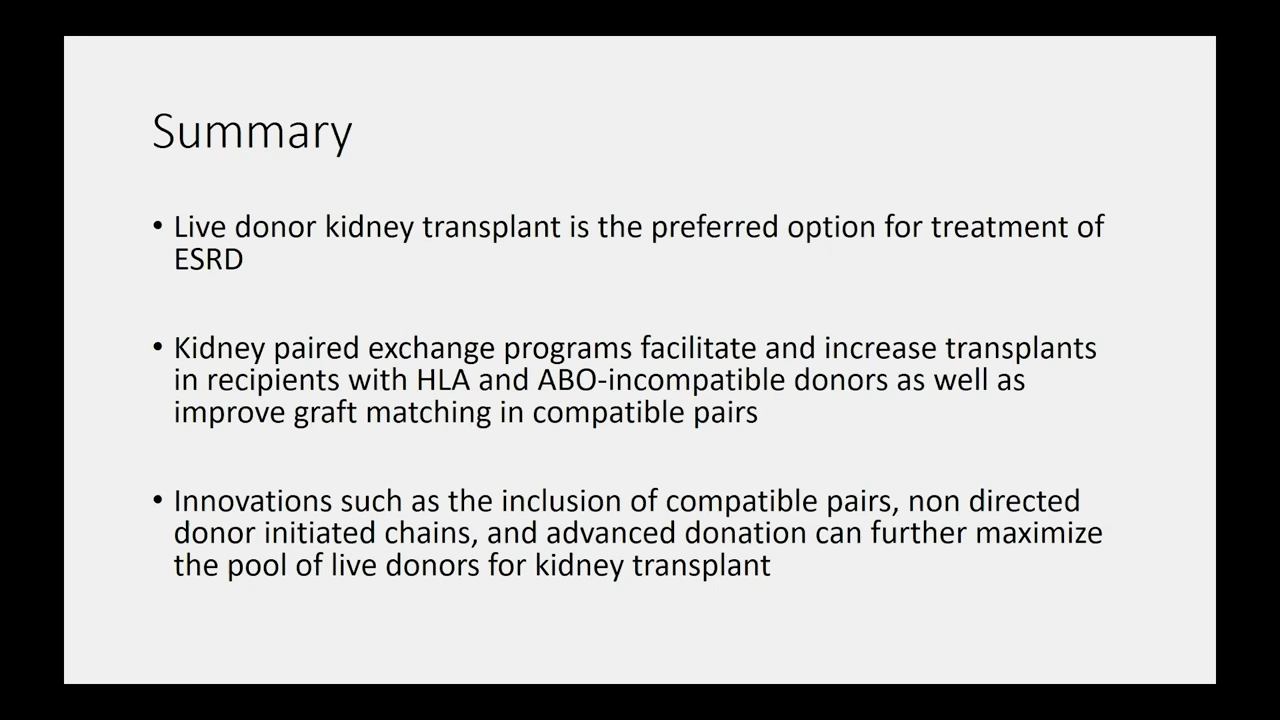 Summary
• Live donor kidney transplant is the preferred option for treatment of
ESRD
• Kidney paired exchange programs facilitate and increase transplants
in recipients with HLA and ABO-incompatible donors as well as
improve graft matching in compatible pairs
• Innovations such as the inclusion of compatible pairs, non directed
donor initiated chains, and advanced donation can further maximize
the pool of live donors for kidney transplant